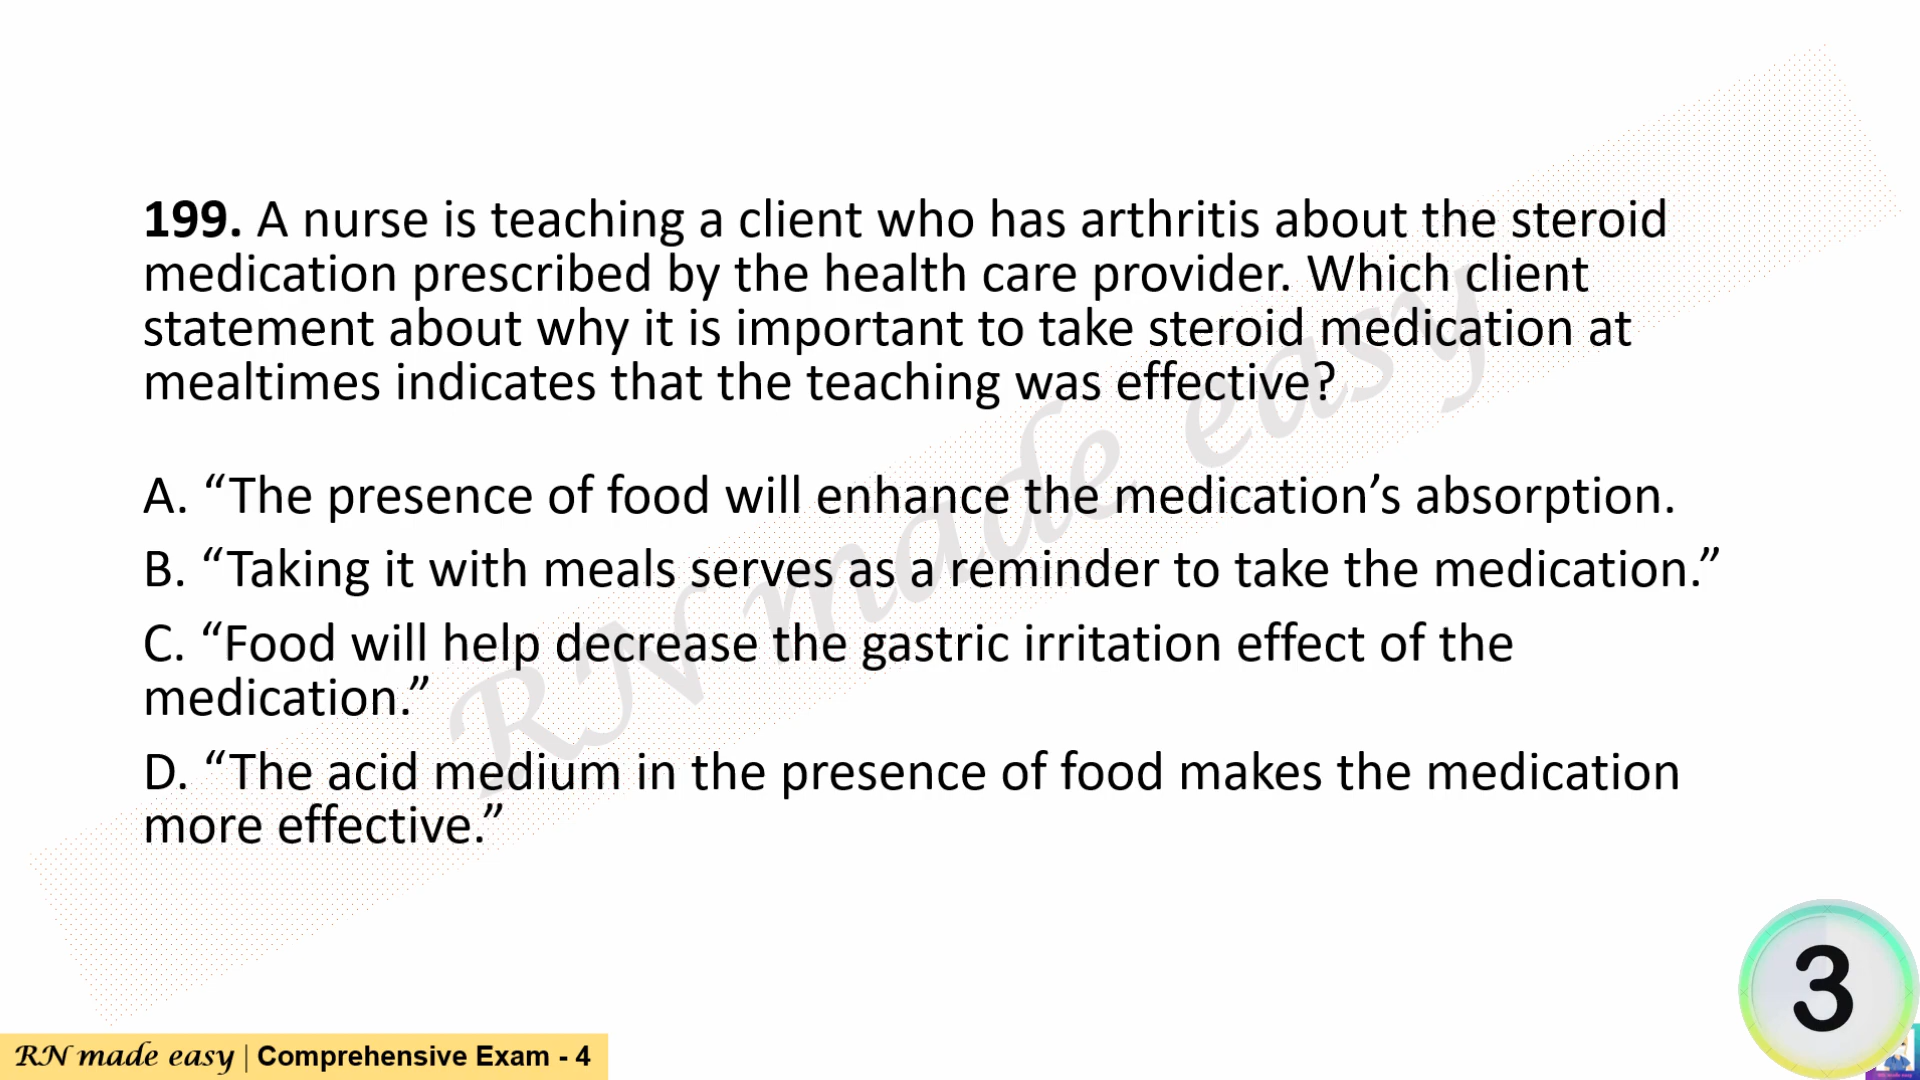 199. A nurse is teaching a client who has arthritis about the steroid
medication prescribed by the health care provider. Which client
statement about why it is important to take steroid medication at
mealtimes indicates that the teaching was effective?
A. “The presence of food will enhance the medication’s absorption.
B. “Taking it with meals serves as a reminder to take the medication.”
C. “Food will help decrease the gastric irritation effect of the
medication.”
D. “The acid medium in the presence of food makes the medication
more effective.”
RN made easy
3
RN made easy | Comprehensive Exam - 4